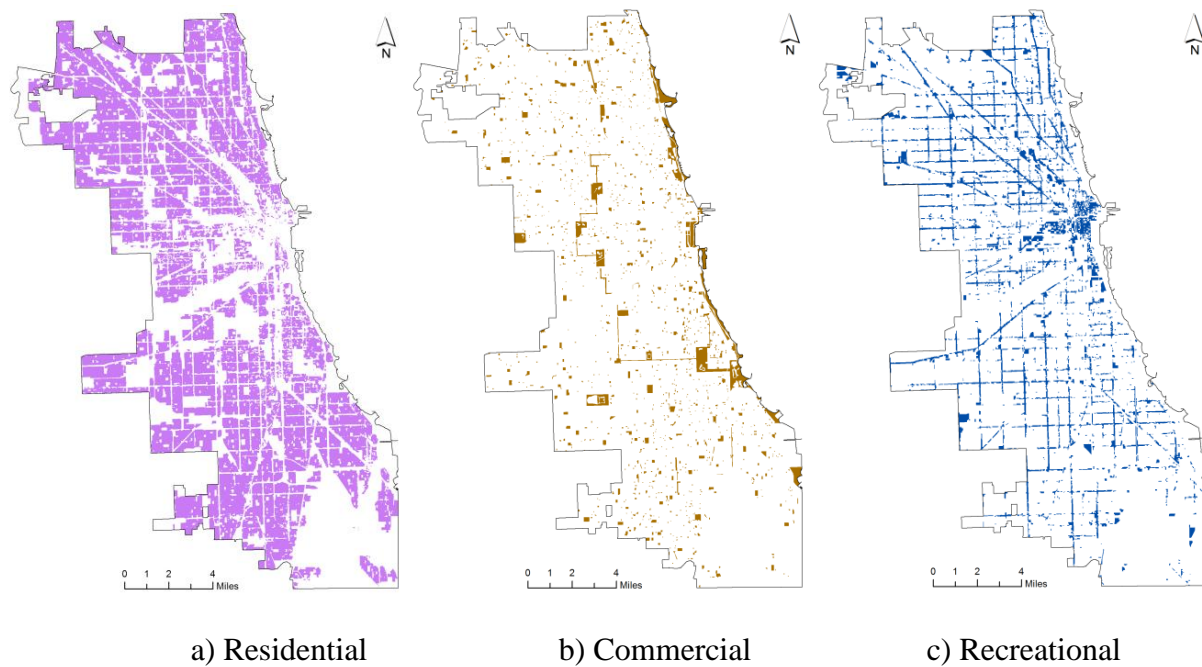 N
N
N
0 1 2 4
Miles
0 1 2 4
Miles
0 1 2 4
Miles
a) Residential
b) Commercial
c) Recreational